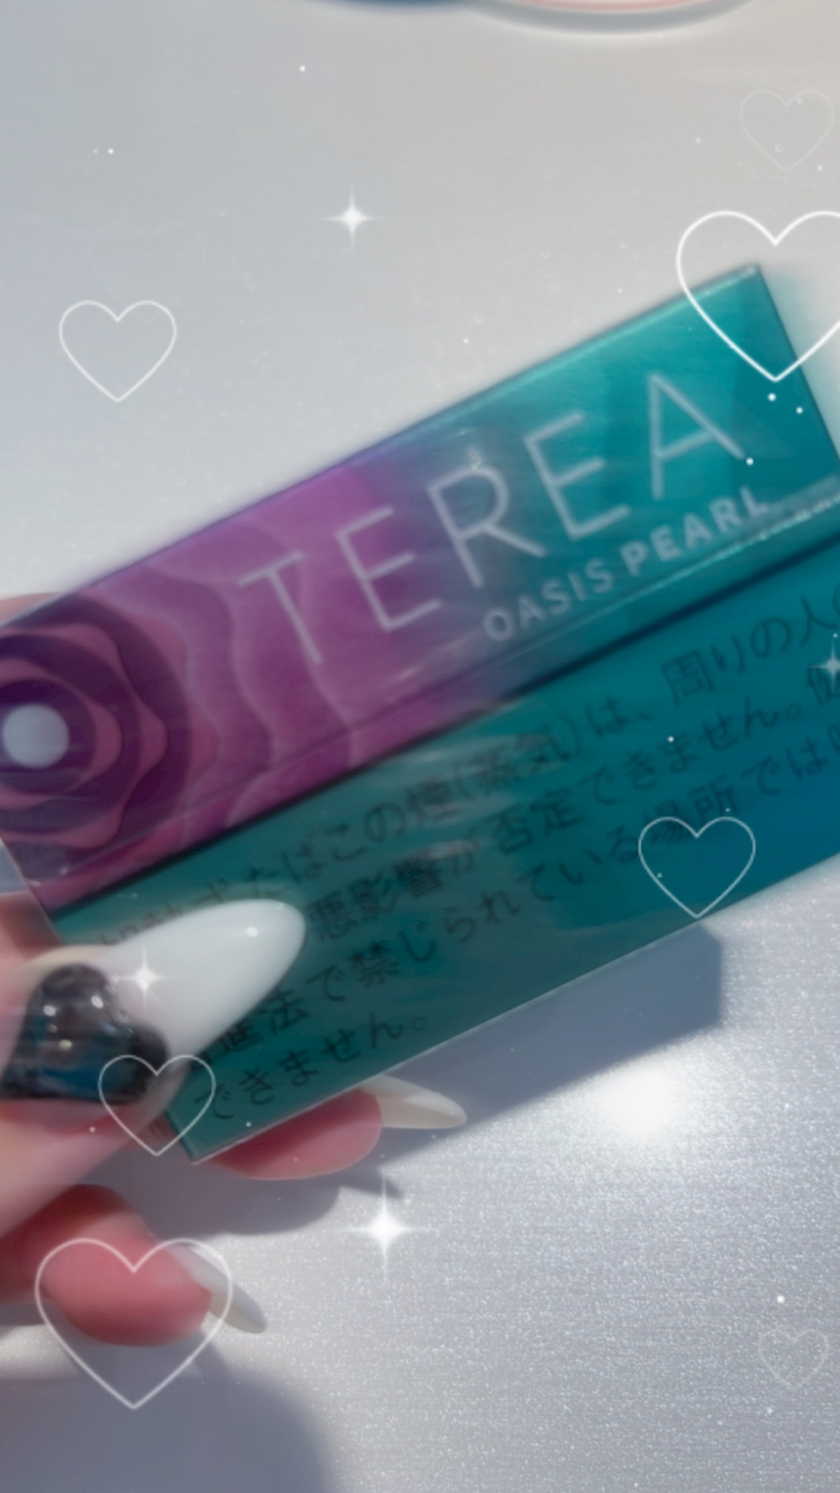 TEREA
OASIS PEARL
たばこの煙(蒸気)は、周りの人の
悪影響が否定できません。健
進法で禁じられている場所では
できません。